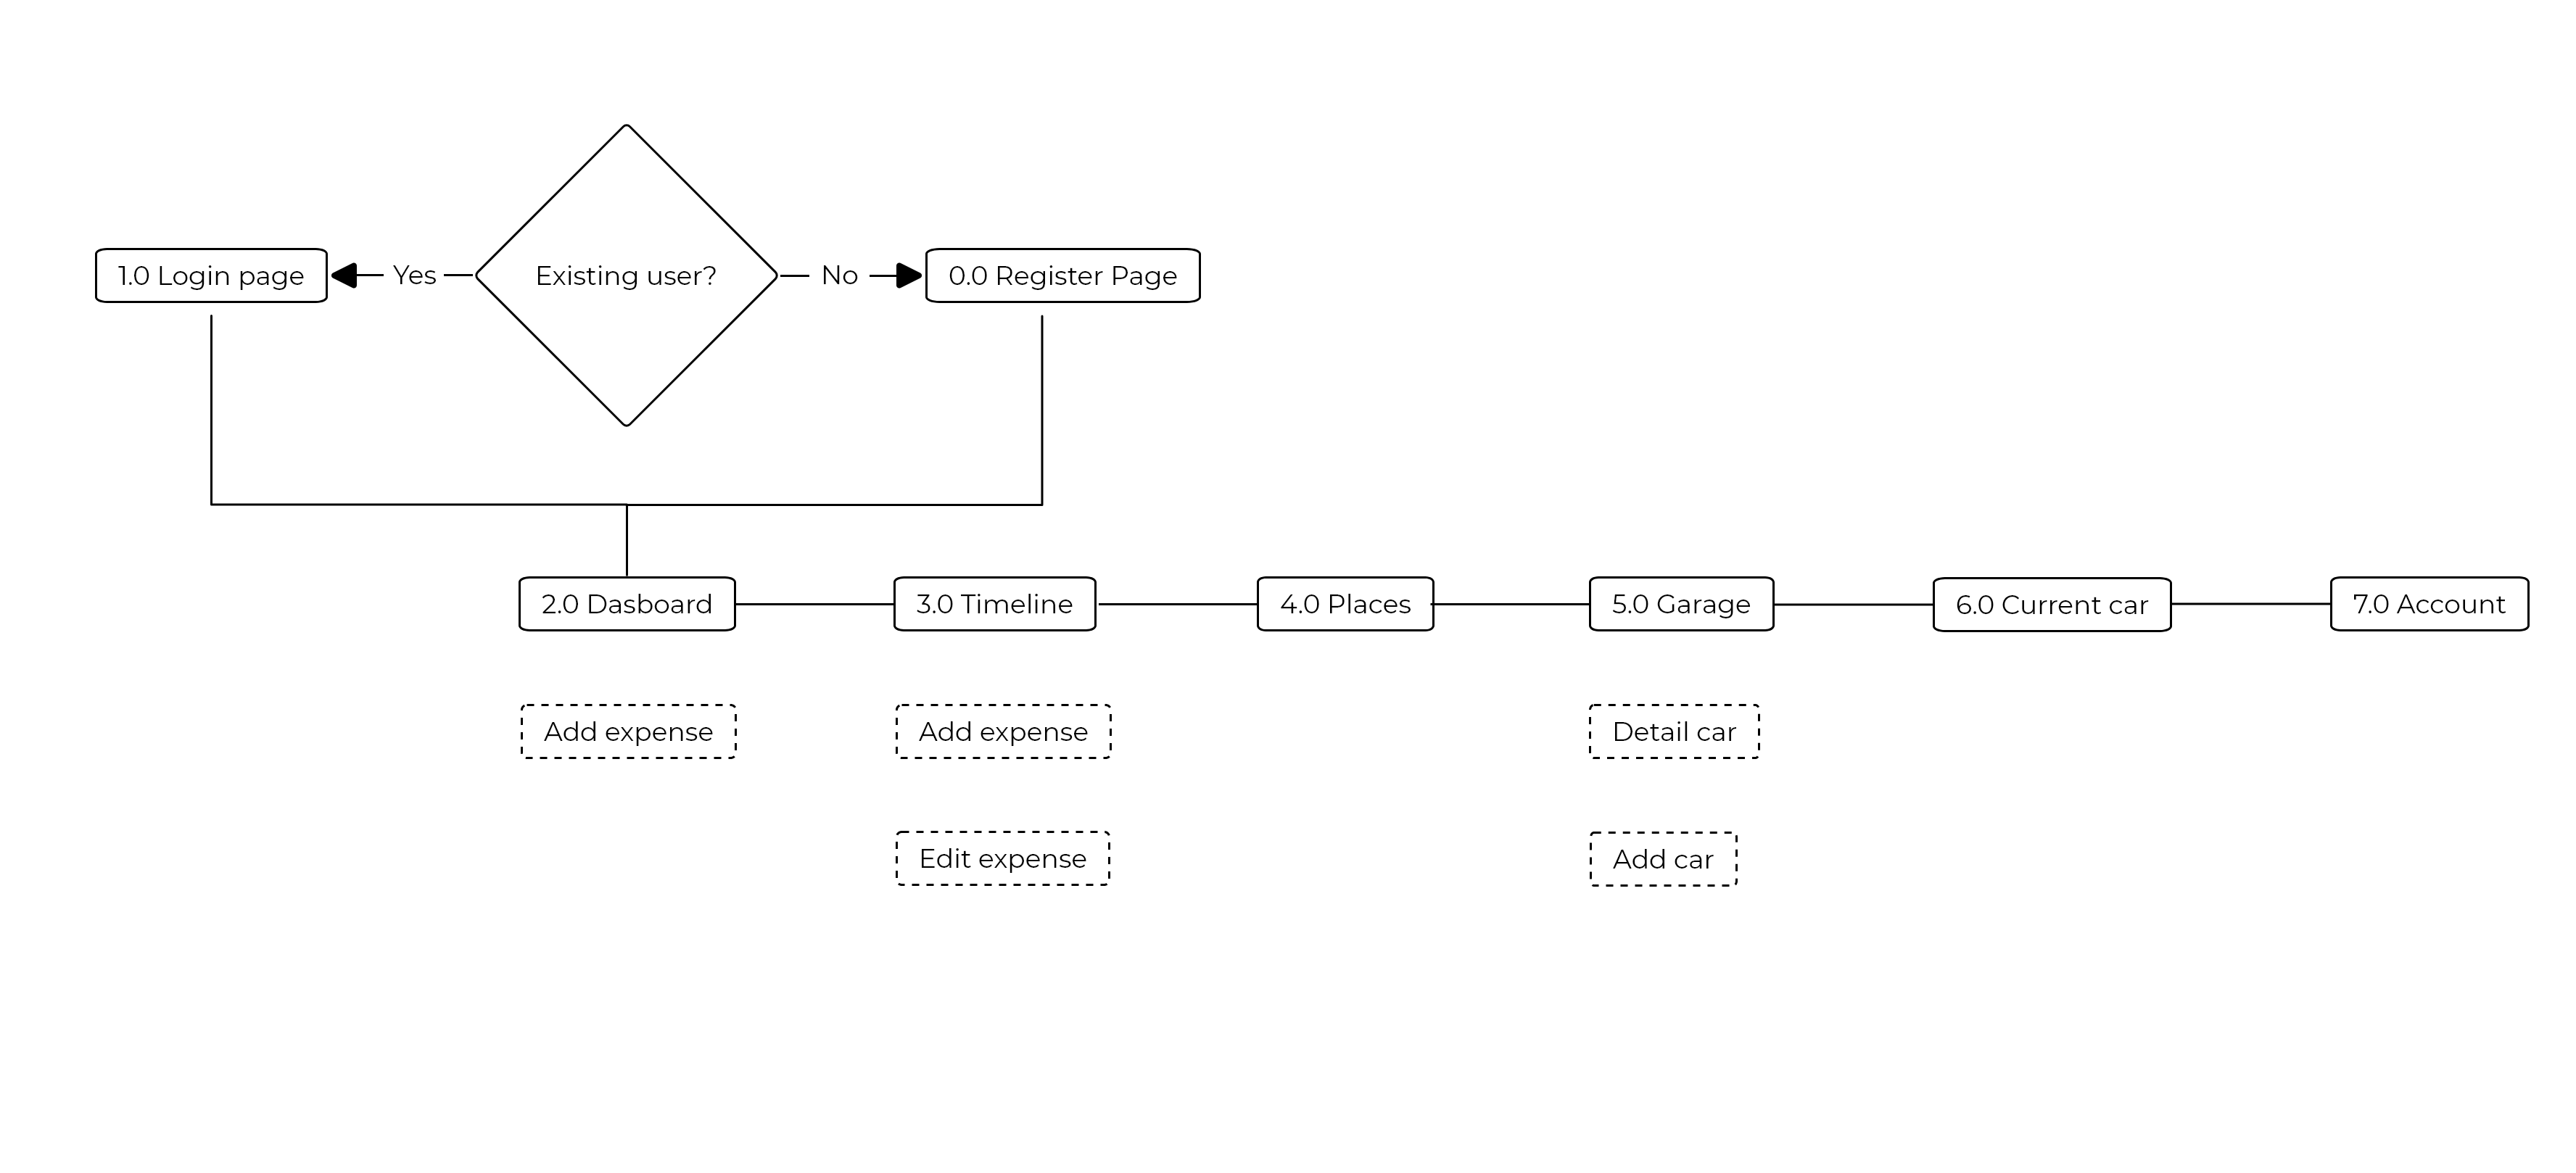 1.0 Login page
Yes
Existing user?
No
0.0 Register Page
2.0 Dasboard
3.0 Timeline
4.0 Places
5.0 Garage
6.0 Current car
7.0 Account
Add expense
Add expense
Detail car
Edit expense
Add car